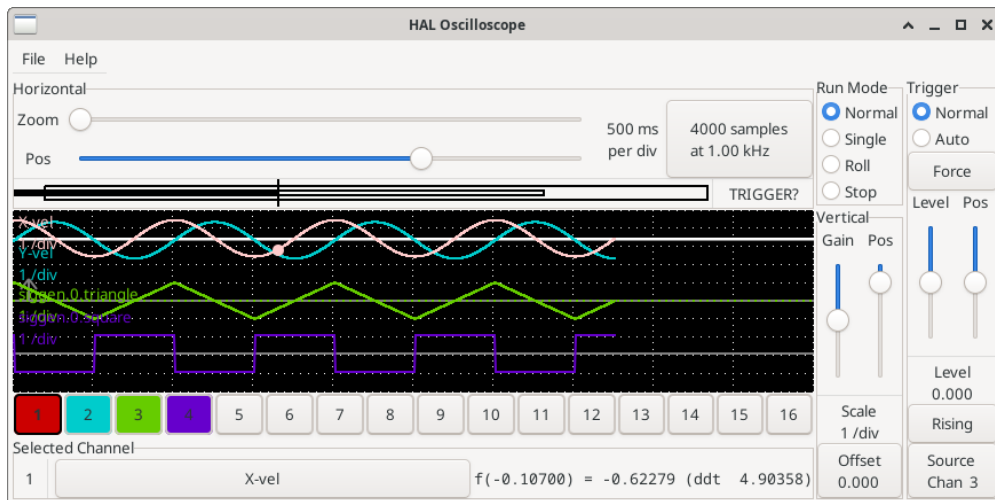 HAL Oscilloscope
File Help
Horizontal
Zoom
Pos
500 ms
per div
4000 samples
at 1.00 kHz
TRIGGER?
Run Mode
Normal
Single
Roll
Stop
Trigger
Normal
Auto
Force
Level Pos
Vertical
Gain Pos
X-vel
1 /div
Y-vel
1 /div
siggen.0.triangle
1 /div
siggen.0.square
1 /div
1 2 3 4 5 6 7 8 9 10 11 12 13 14 15 16
Scale
1 /div
Offset
0.000
Level
0.000
Rising
Source
Chan 3
Selected Channel
1 X-vel f(-0.10700) = -0.62279 (ddt 4.90358)